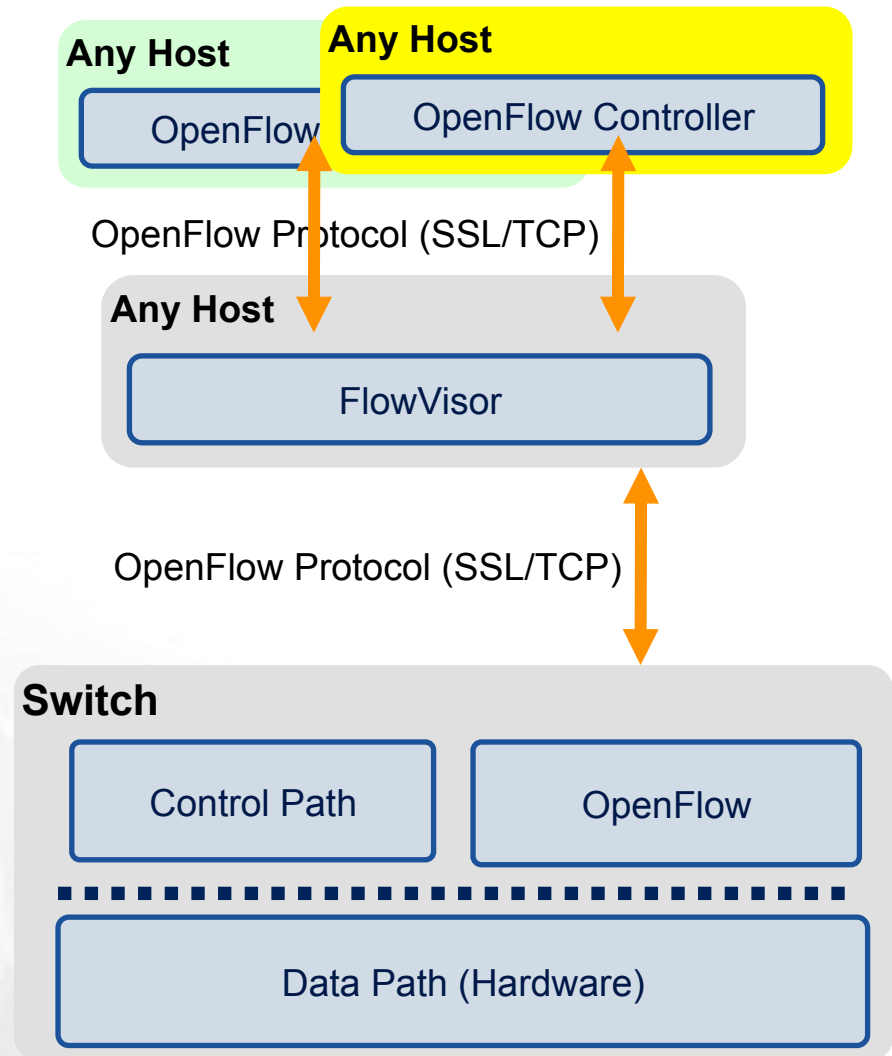 Any Host
Any Host
OpenFlow
OpenFlow Controller
OpenFlow Protocol (SSL/TCP)
Any Host
FlowVisor
OpenFlow Protocol (SSL/TCP)
Switch
Control Path
OpenFlow
Data Path (Hardware)